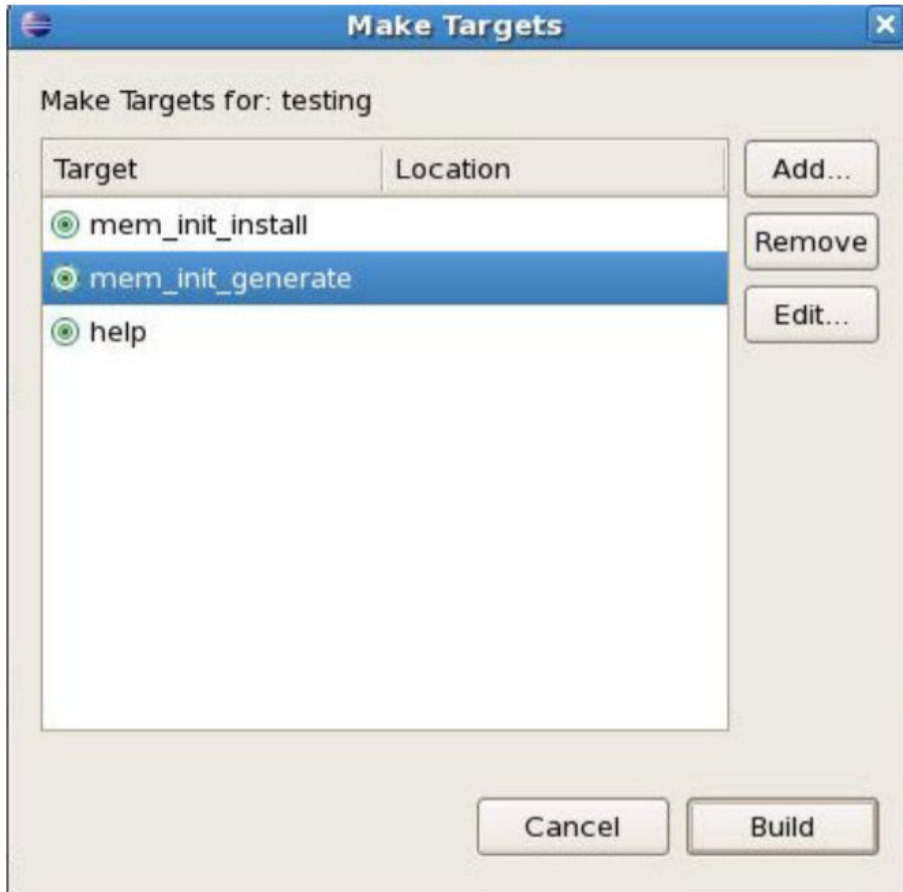 Make Targets
Make Targets for: testing
Target Location
Add...
mem_init_install
Remove
mem_init_generate
Edit...
help
Cancel Build